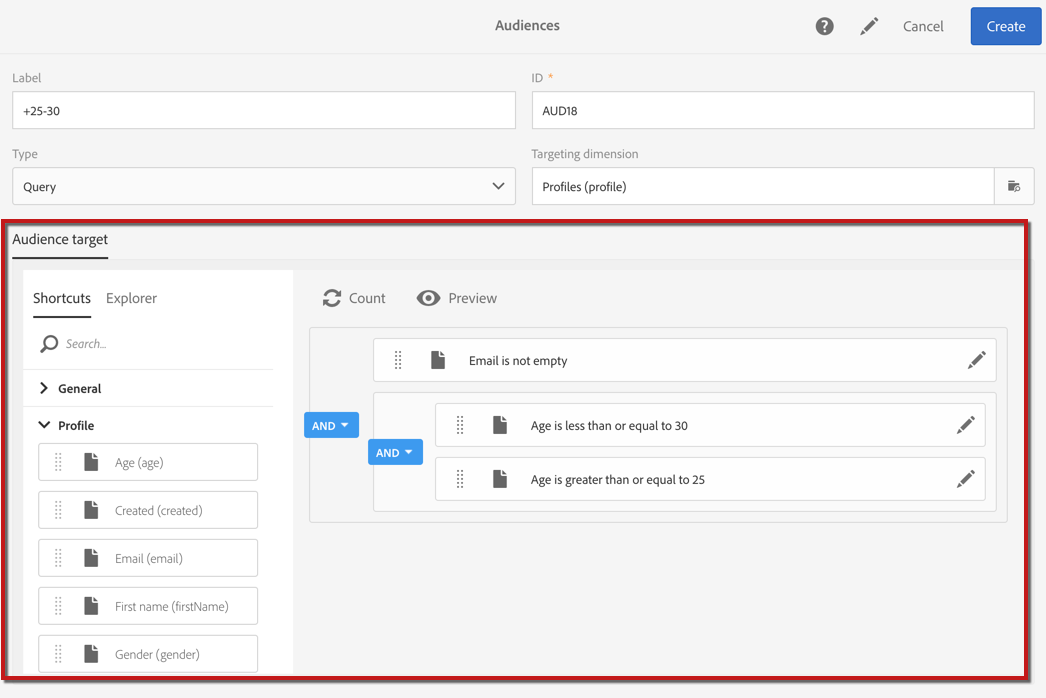 Audiences
Cancel
Create
Label
ID *
+25-30
AUD18
Type
Targeting dimension
Query
Profiles (profile)
Audience target
Shortcuts
Explorer
Count
Preview
Search...
General
Profile
Age (age)
Created (created)
Email (email)
First name (firstName)
Gender (gender)
Email is not empty
AND
AND
Age is less than or equal to 30
Age is greater than or equal to 25